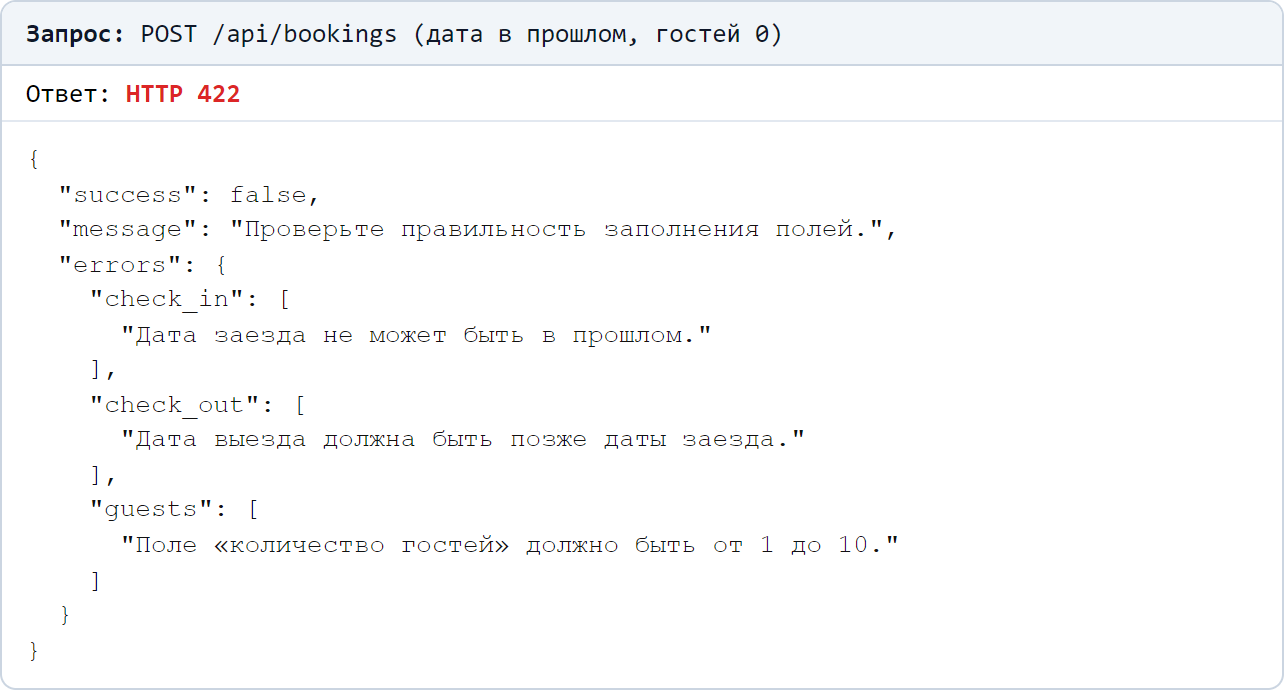 Запрос: POST /api/bookings (дата в прошлом, гостей 0)
Ответ: HTTP 422
{
  "success": false,
  "message": "Проверьте правильность заполнения полей.",
  "errors": {
    "check_in": [
      "Дата заезда не может быть в прошлом."
    ],
    "check_out": [
      "Дата выезда должна быть позже даты заезда."
    ],
    "guests": [
      "Поле «количество гостей» должно быть от 1 до 10."
    ]
  }
}